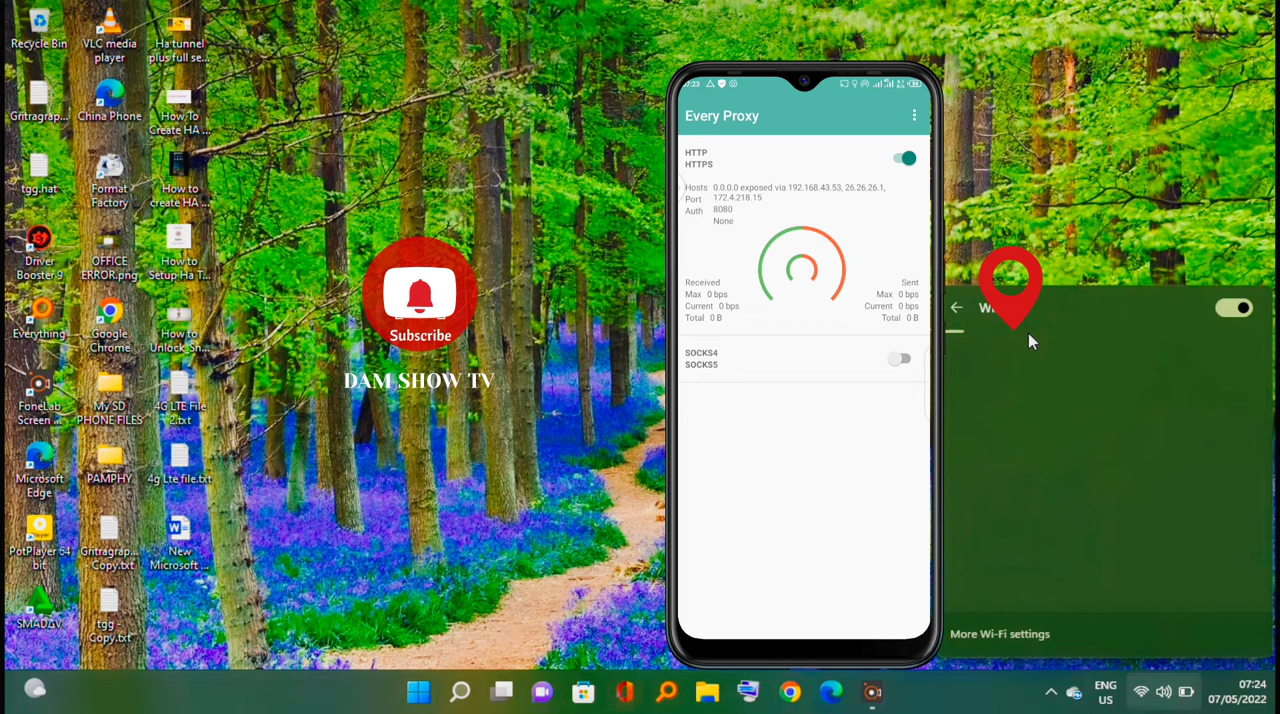 Recycle Bin
VLC media
player
Ha tunnel
plus full se...
Gritagrap...
China Phone
How To
Create HA ...
tgg.hat
Format
Factory
How to
create HA ...
Driver
Booster 9
OFFICE
ERROR.png
How to
Setup Ha T...
Everything
Google
Chrome
How to
Unlock Sn...
FoneLab
Screen ...
My SD
PHONE FILES
4G LTE File
2.txt
Microsoft
Edge
PAMPHY
4g Lte file.txt
PotPlayer 64
bit
Gritagrap...
- Copy.txt
New
Microsoft ...
SMADAV
tgg -
Copy.txt
Subscribe
DAM SHOW TV
07:23
Every Proxy
HTTP
HTTPS
Hosts 0.0.0.0 exposed via 192.168.43.53, 26.26.26.1,
172.4.218.15
Port 8080
Auth None
Received Sent
Max 0 bps Max 0 bps
Current 0 bps Current 0 bps
Total 0 B Total 0 B
SOCKS4
SOCKS5
More Wi-Fi settings
ENG
US
07:24
07/05/2022